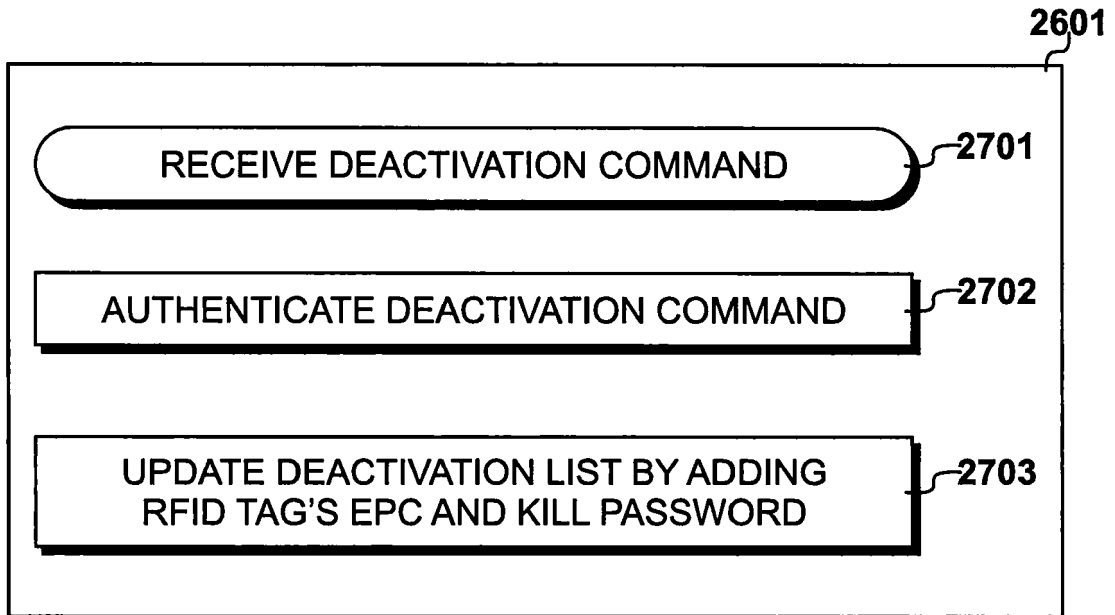 2601
RECEIVE DEACTIVATION COMMAND
2701
AUTHENTICATE DEACTIVATION COMMAND
2702
UPDATE DEACTIVATION LIST BY ADDING
RFID TAG'S EPC AND KILL PASSWORD
2703